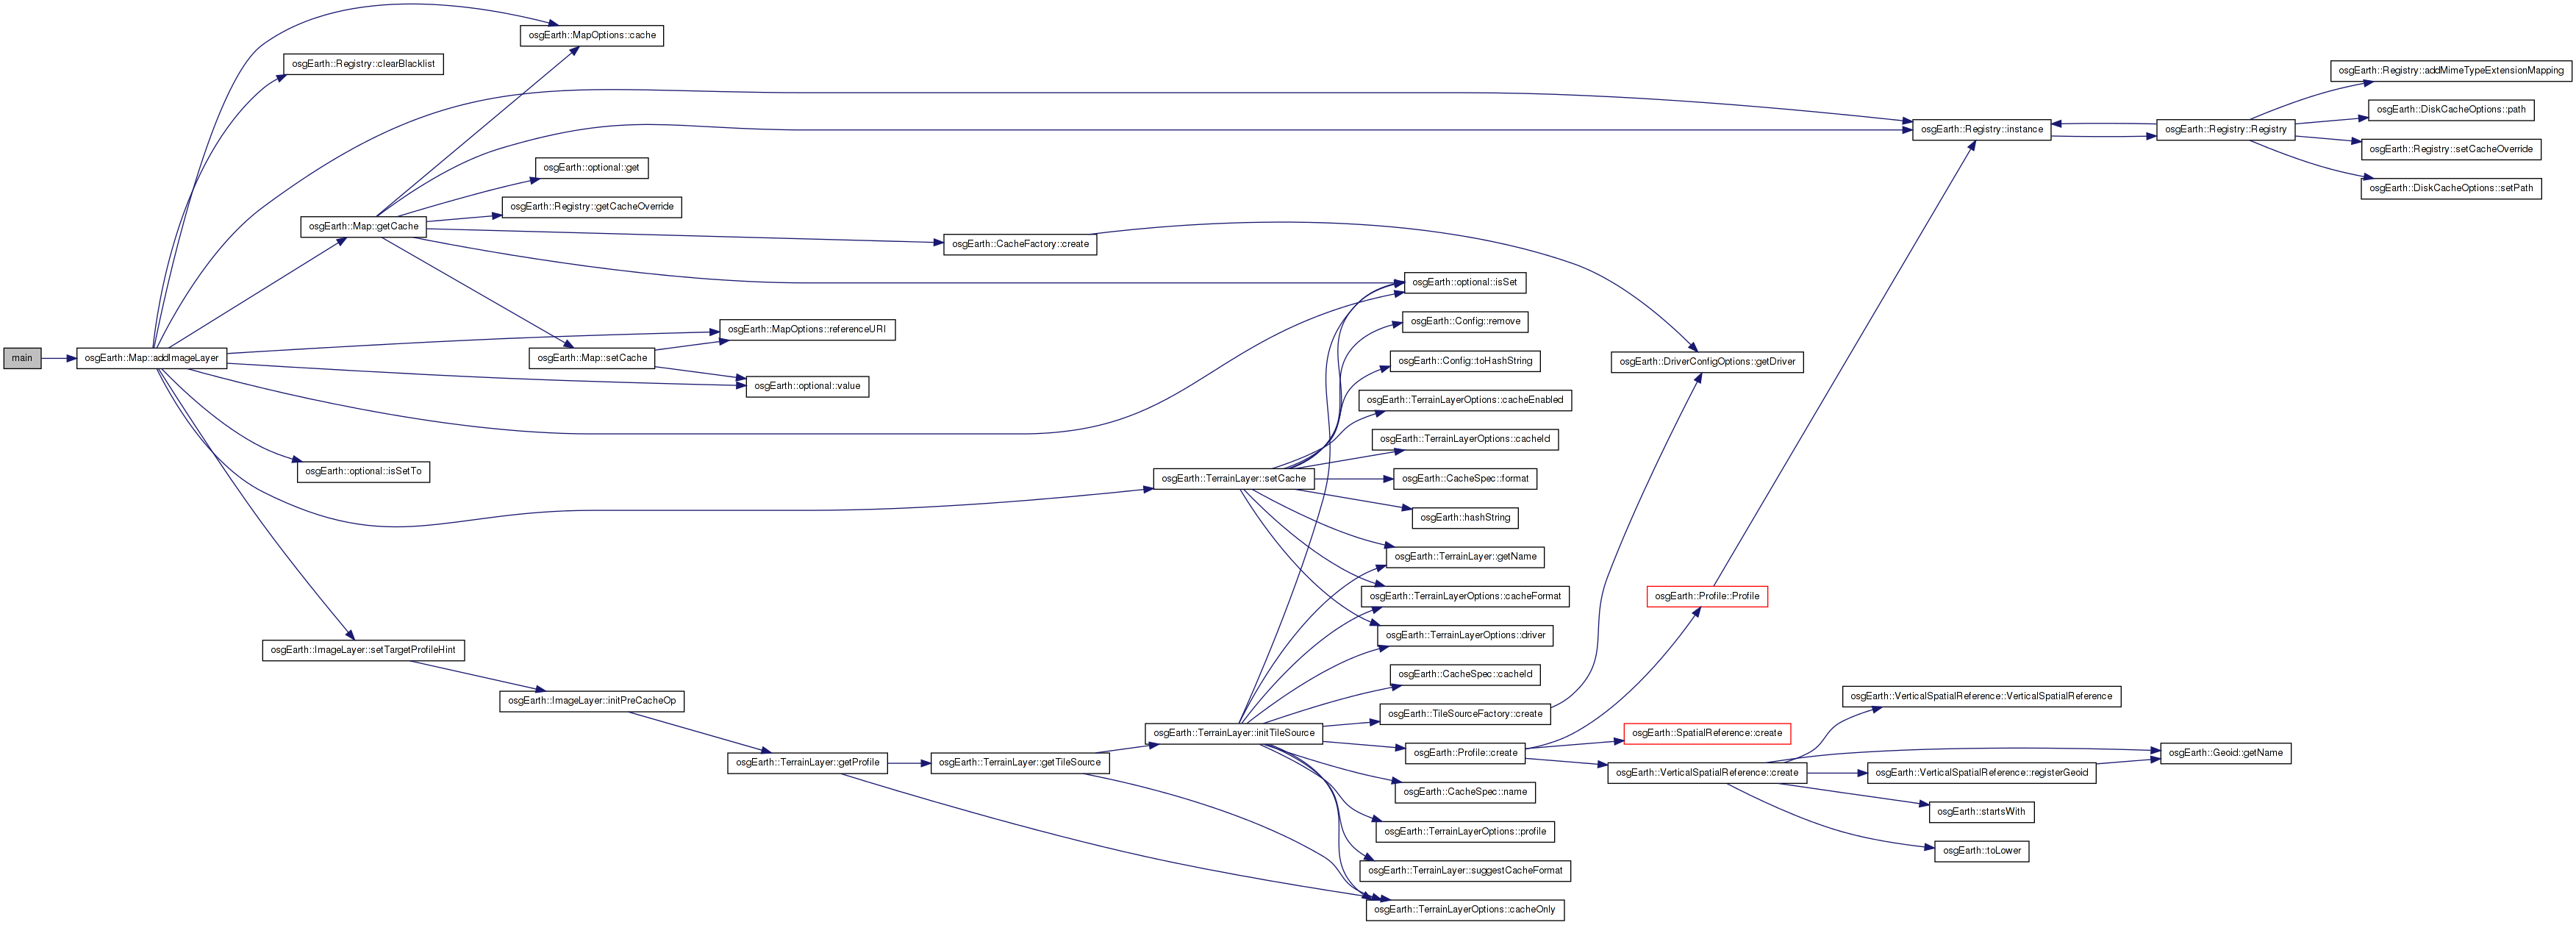 main
osgEarth::Map::addImageLayer
osgEarth::MapOptions::cache
osgEarth::Registry::clearBlacklist
osgEarth::Map::getCache
osgEarth::optional::get
osgEarth::Registry::getCacheOverride
osgEarth::CacheFactory::create
osgEarth::Map::setCache
osgEarth::MapOptions::referenceURI
osgEarth::optional::value
osgEarth::optional::isSetTo
osgEarth::ImageLayer::setTargetProfileHint
osgEarth::ImageLayer::initPreCacheOp
osgEarth::TerrainLayer::getProfile
osgEarth::TerrainLayer::getTileSource
osgEarth::TerrainLayer::setCache
osgEarth::TerrainLayer::initTileSource
osgEarth::optional::isSet
osgEarth::Config::remove
osgEarth::Config::toHashString
osgEarth::TerrainLayerOptions::cacheEnabled
osgEarth::TerrainLayerOptions::cacheId
osgEarth::CacheSpec::format
osgEarth::hashString
osgEarth::TerrainLayer::getName
osgEarth::TerrainLayerOptions::cacheFormat
osgEarth::TerrainLayerOptions::driver
osgEarth::CacheSpec::cacheId
osgEarth::TileSourceFactory::create
osgEarth::Profile::create
osgEarth::CacheSpec::name
osgEarth::TerrainLayerOptions::profile
osgEarth::TerrainLayer::suggestCacheFormat
osgEarth::TerrainLayerOptions::cacheOnly
osgEarth::DriverConfigOptions::getDriver
osgEarth::Profile::Profile
osgEarth::SpatialReference::create
osgEarth::VerticalSpatialReference::create
osgEarth::Registry::instance
osgEarth::VerticalSpatialReference::VerticalSpatialReference
osgEarth::VerticalSpatialReference::registerGeoid
osgEarth::startsWith
osgEarth::toLower
osgEarth::Geoid::getName
osgEarth::Registry::Registry
osgEarth::Registry::addMimeTypeExtensionMapping
osgEarth::DiskCacheOptions::path
osgEarth::Registry::setCacheOverride
osgEarth::DiskCacheOptions::setPath